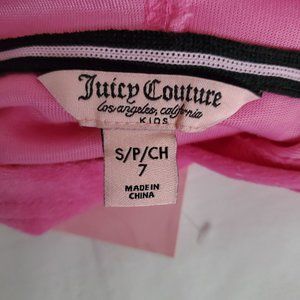 Juicy Couture
los angeles, california
KIDS
S/P/CH
7
MADE IN
CHINA